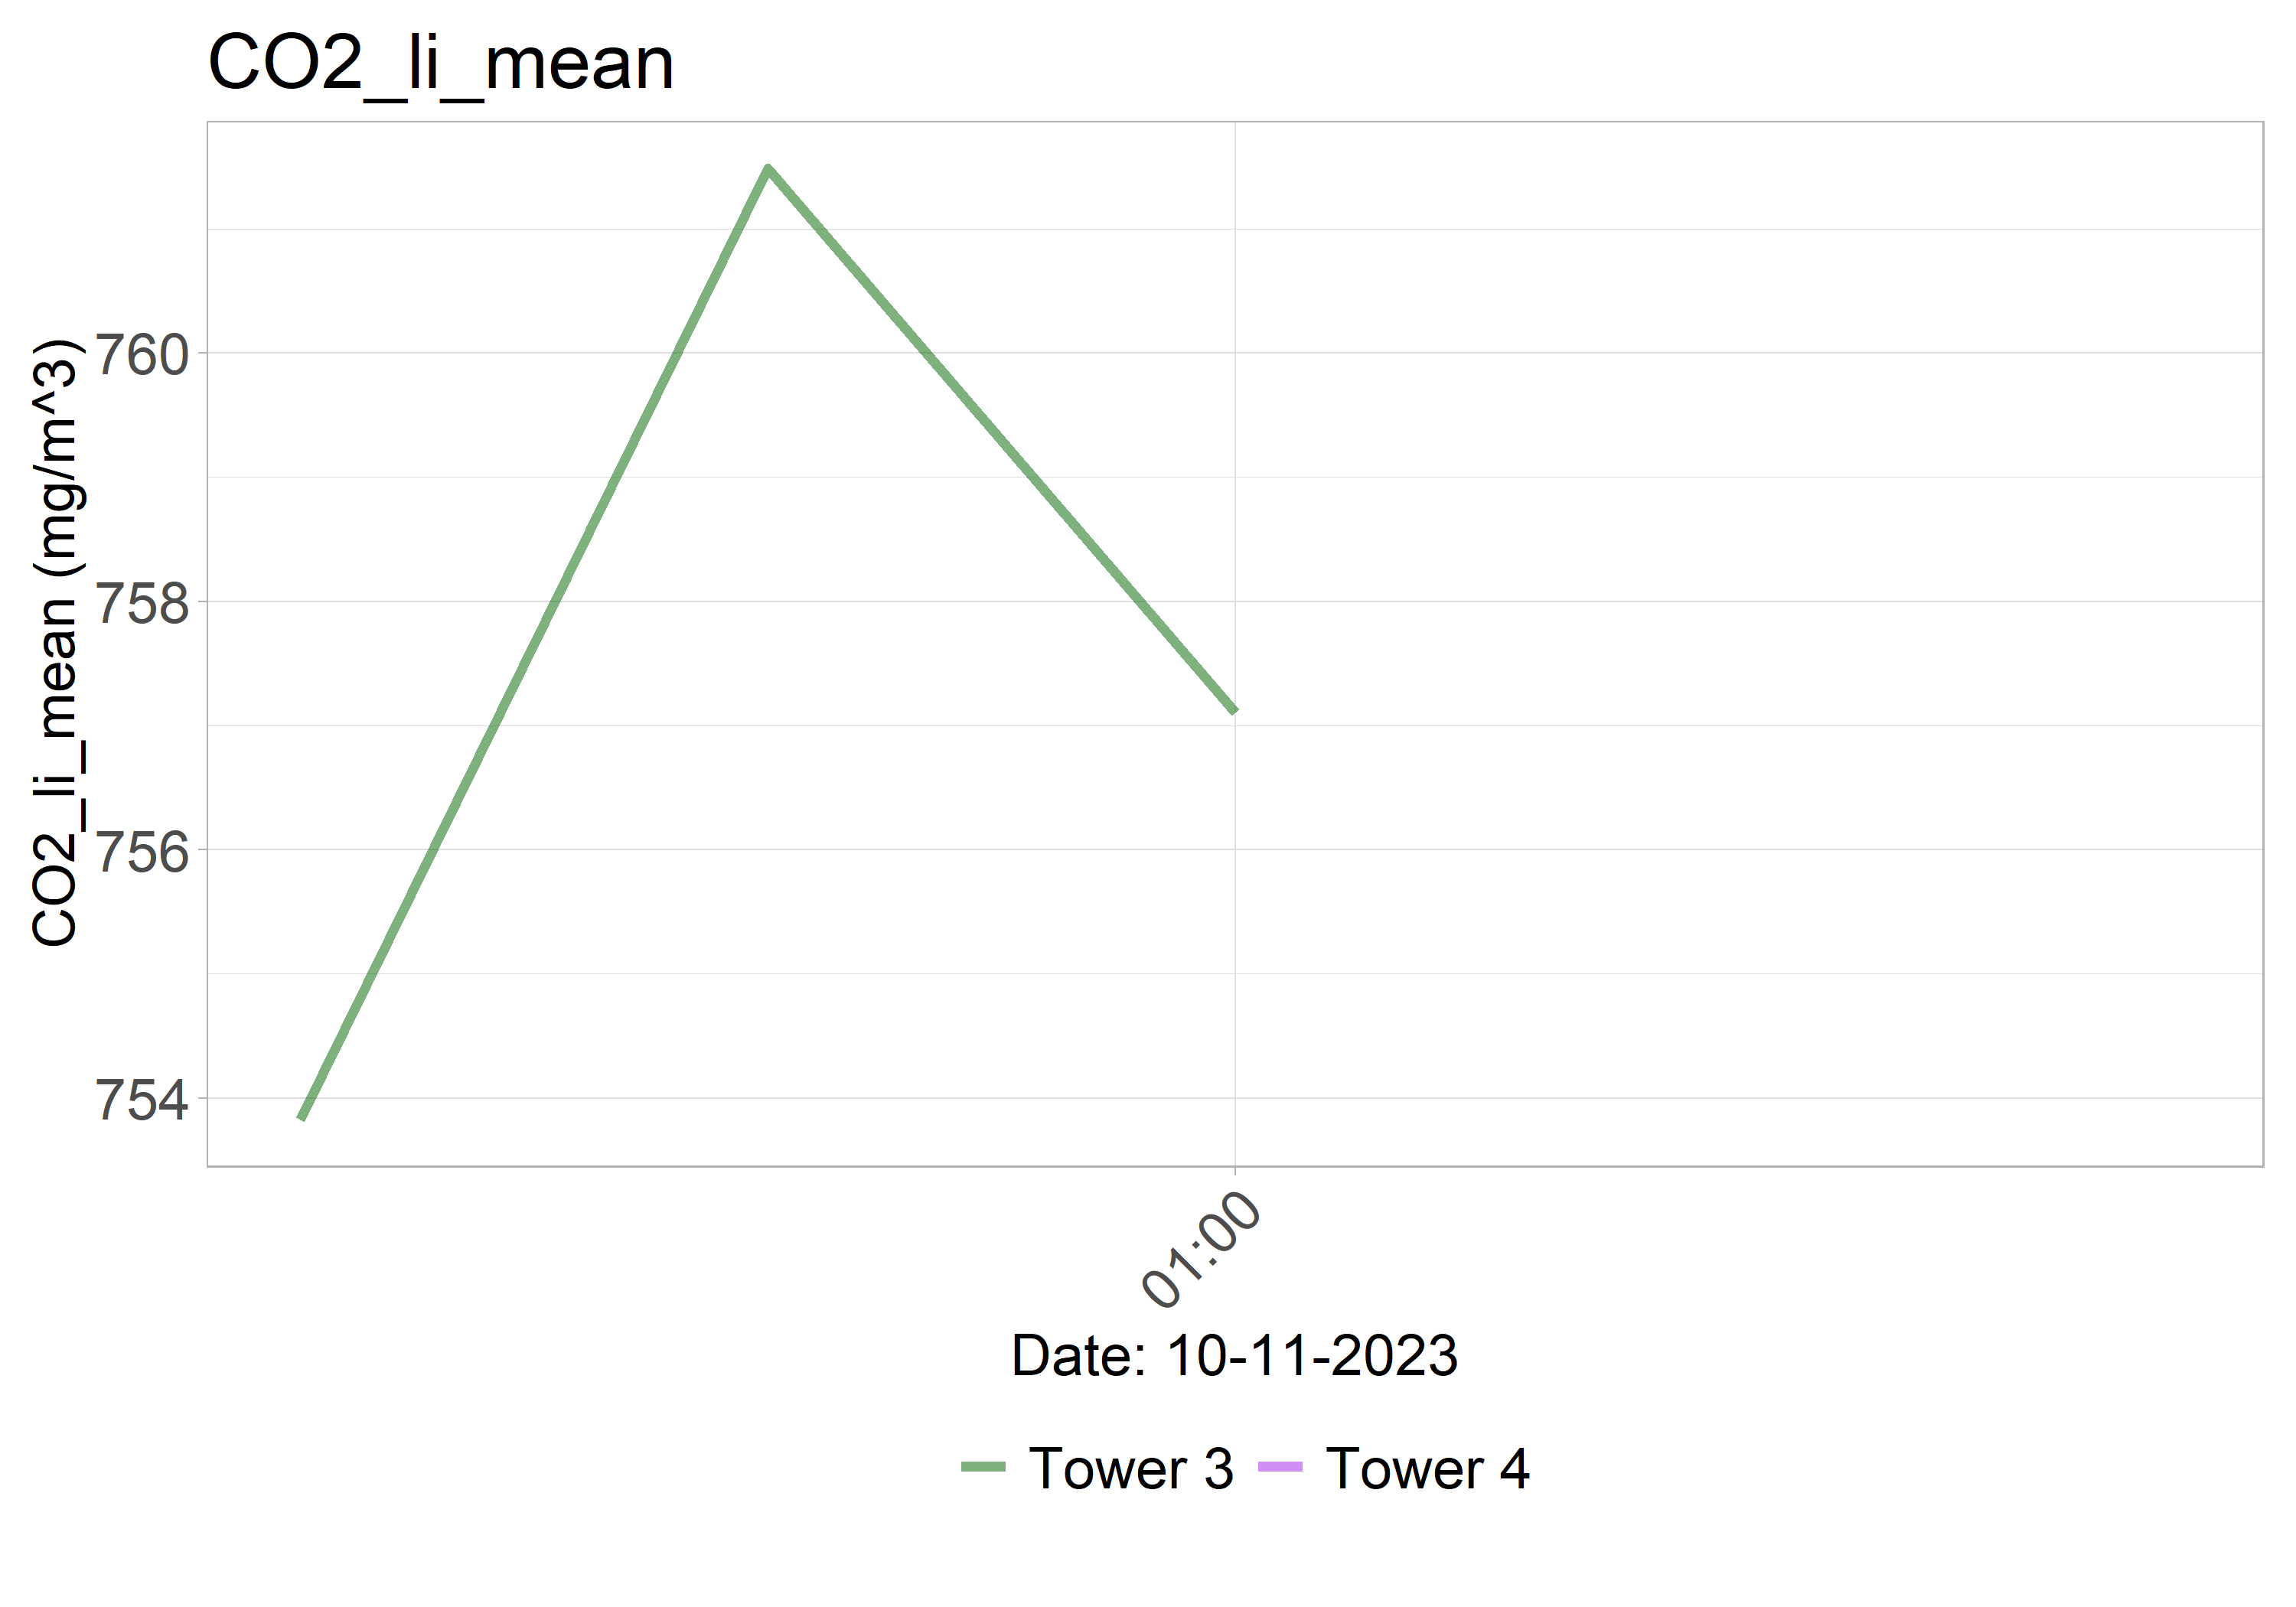 CO2_li_mean
CO2_li_mean (mg/m^3)
760
758
756
754
01:00
Date: 10-11-2023
Tower 3
Tower 4